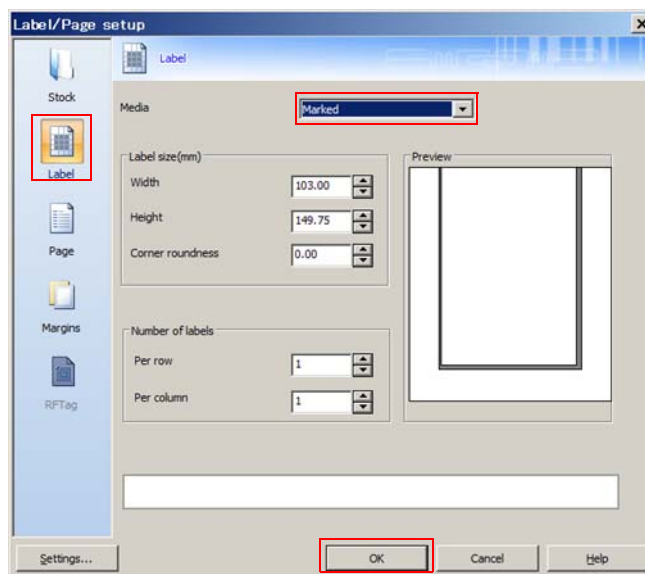 Label/Page setup
Stock
Label
Page
Margins
RFTag
Label
Media
Marked
Label size(mm)
Width
103.00
Height
149.75
Corner roundness
0.00
Number of labels
Per row
1
Per column
1
Preview
Settings...
OK
Cancel
Help